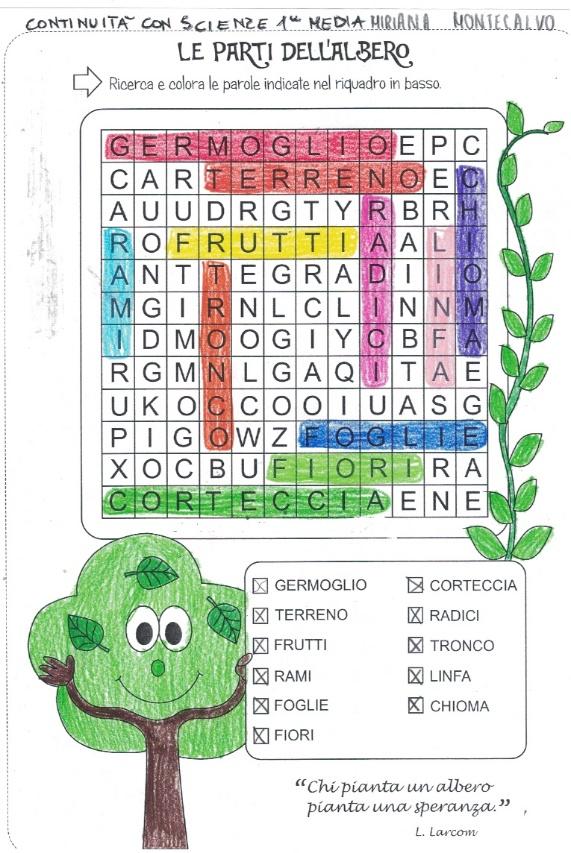 CONTINUITÀ CON SCIENZE 1ª MEDIA MIRIANA MONTECALVO
LE PARTI DELL'ALBERO
Ricerca e colora le parole indicate nel riquadro in basso.
G E R M O G L I O E P C
C A R T E R R E N O E C
A U U D R G T Y R B R H
R O F R U T T I A A L I
A N T T E G R A D I I O
M G I R N L C L I N N M
I D M O O G I Y C B F A
R G M N L G A Q I T A E
U K O C C O O I U A S G
P I G O W Z F O G L I E
X O C B U F I O R I R A
C O R T E C C I A E N E
GERMOGLIO
TERRENO
FRUTTI
RAMI
FOGLIE
FIORI
CORTECCIA
RADICI
TRONCO
LINFA
CHIOMA
“Chi pianta un albero
pianta una speranza.”
L. Larcom